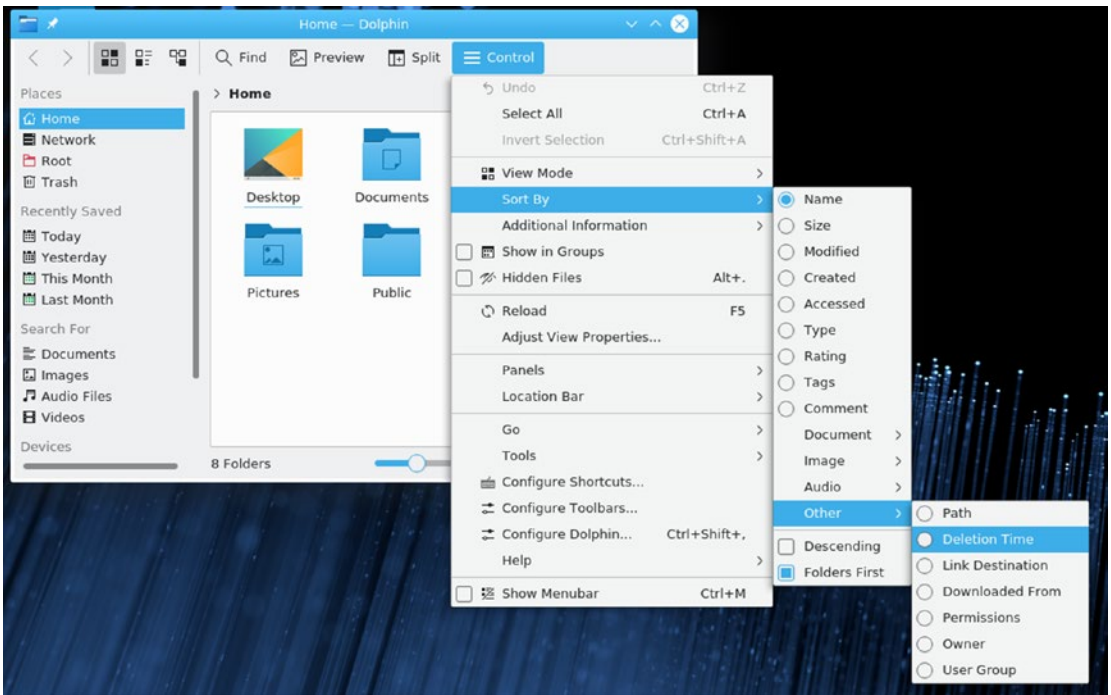 Home — Dolphin
Find Preview Split Control
Places
Home
Network
Root
Trash
Recently Saved
Today
Yesterday
This Month
Last Month
Search For
Documents
Images
Audio Files
Videos
Devices
Home
Desktop Documents
Pictures Public
8 Folders
Undo Ctrl+Z
Select All Ctrl+A
Invert Selection Ctrl+Shift+A
View Mode
Sort By
Additional Information
Show in Groups
Hidden Files Alt+.
Reload F5
Adjust View Properties...
Panels
Location Bar
Go
Tools
Configure Shortcuts...
Configure Toolbars...
Configure Dolphin... Ctrl+Shift+,
Help
Show Menubar Ctrl+M
Name
Size
Modified
Created
Accessed
Type
Rating
Tags
Comment
Document
Image
Audio
Other
Descending
Folders First
Path
Deletion Time
Link Destination
Downloaded From
Permissions
Owner
User Group